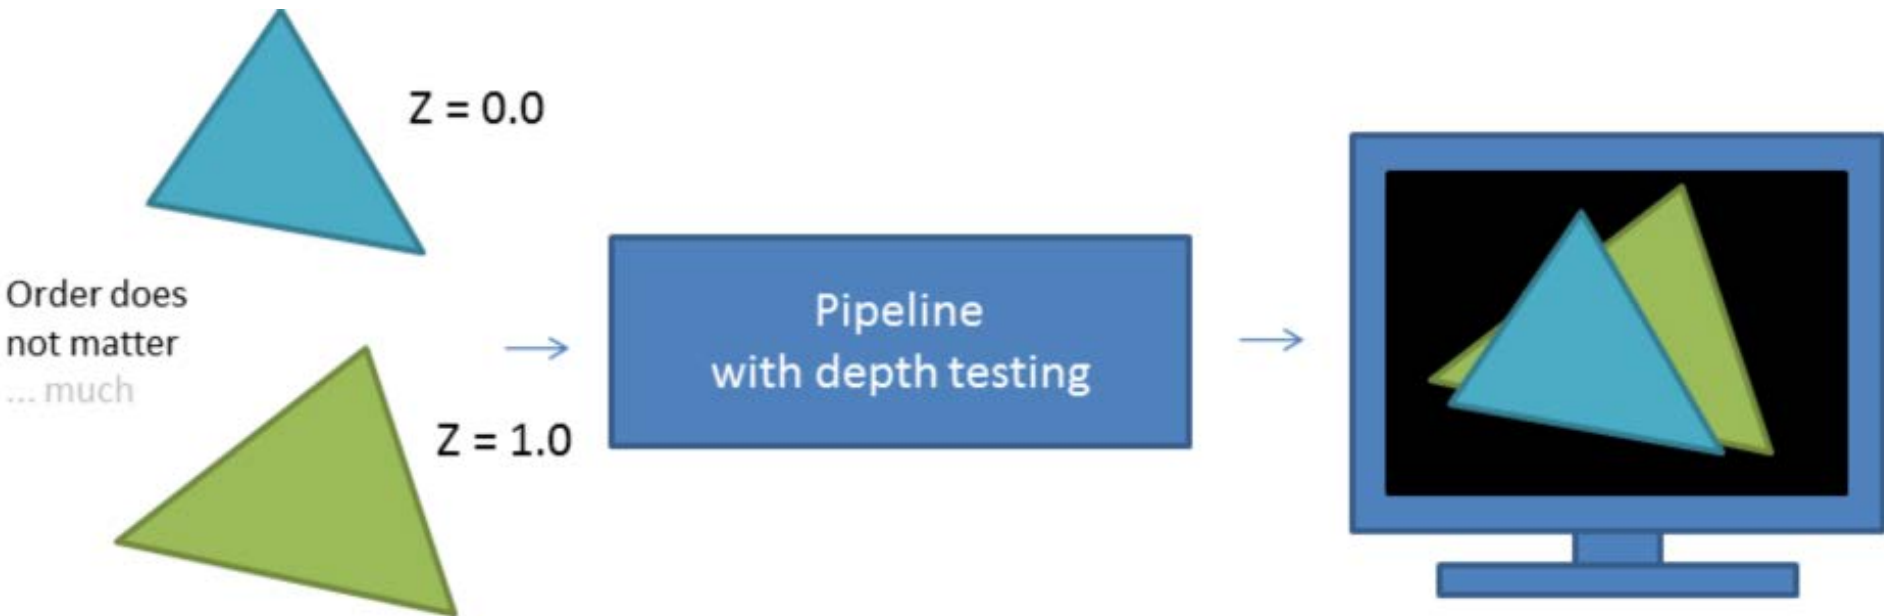 Z = 0.0
Order does
not matter
... much
Z = 1.0
Pipeline
with depth testing